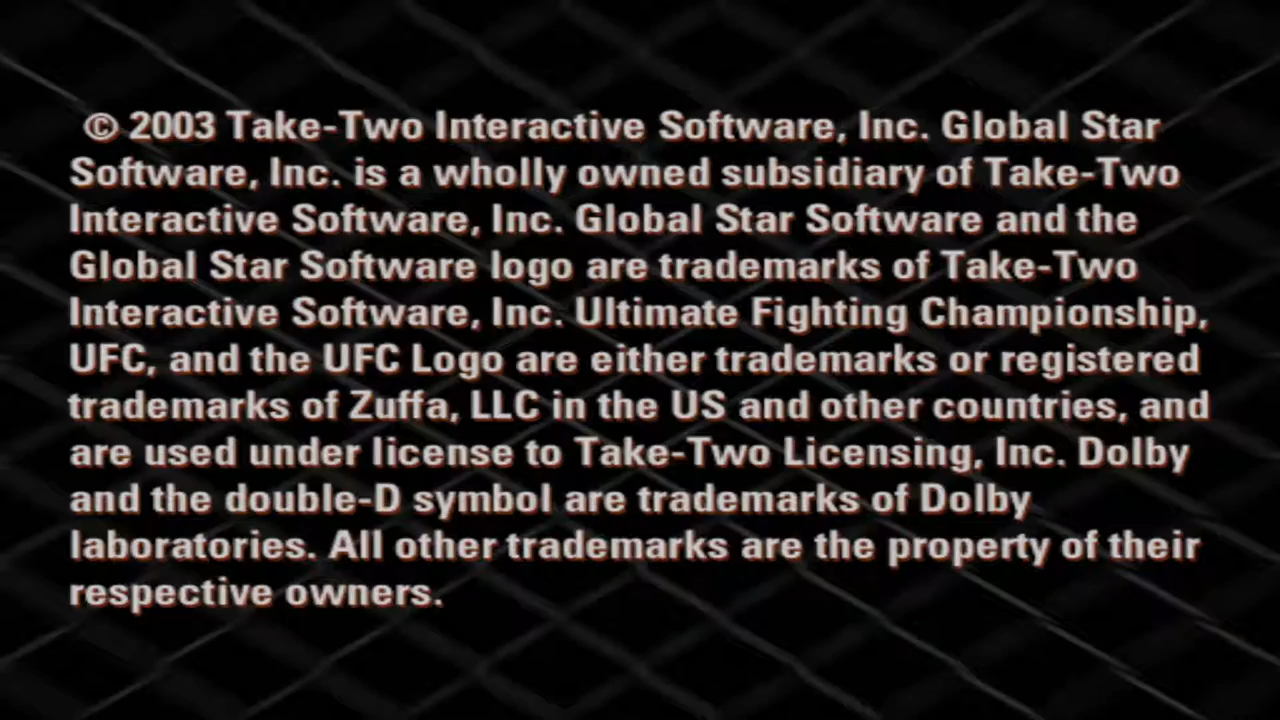 © 2003 Take-Two Interactive Software, Inc. Global Star
Software, Inc. is a wholly owned subsidiary of Take-Two
Interactive Software, Inc. Global Star Software and the
Global Star Software logo are trademarks of Take-Two
Interactive Software, Inc. Ultimate Fighting Championship,
UFC, and the UFC Logo are either trademarks or registered
trademarks of Zuffa, LLC in the US and other countries, and
are used under license to Take-Two Licensing, Inc. Dolby
and the double-D symbol are trademarks of Dolby
laboratories. All other trademarks are the property of their
respective owners.